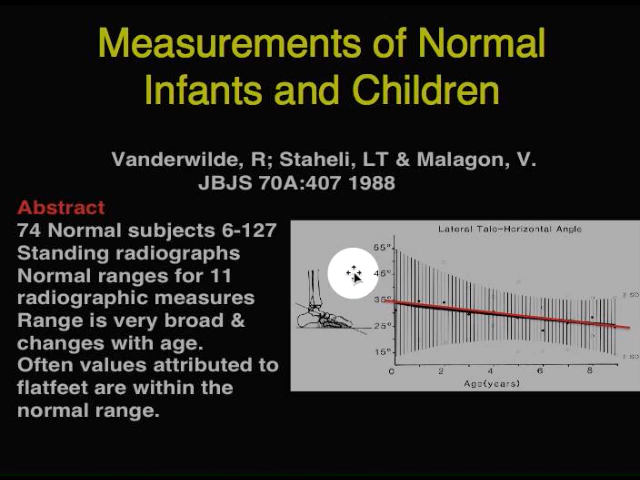 Measurements of Normal
Infants and Children
Vanderwilde, R; Staheli, LT & Malagon, V.
JBJS 70A:407 1988
Abstract
74 Normal subjects 6-127
Standing radiographs
Normal ranges for 11
radiographic measures
Range is very broad &
changes with age.
Often values attributed to
flatfeet are within the
normal range.
Lateral Talo-Horizontal Angle
55°
45°
35°
25°
15°
0 2 4 6 8
Age(years)